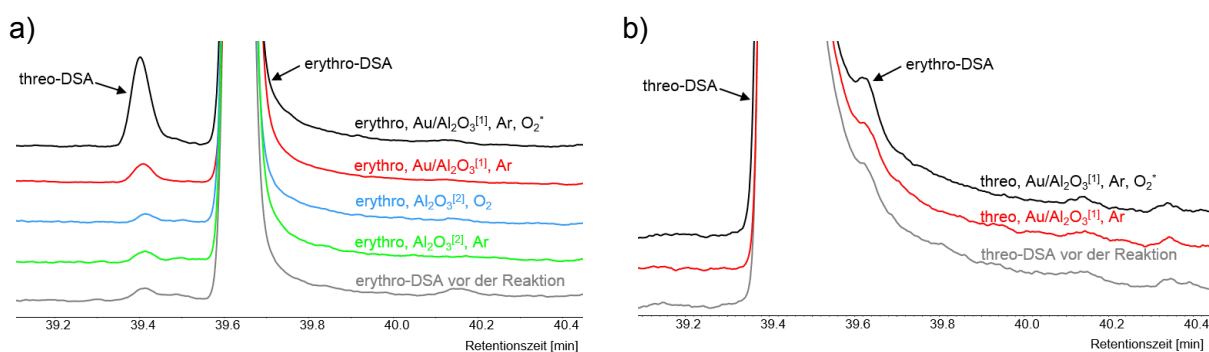 a)
threo-DSA
erythro-DSA
erythro, Au/Al₂O₃[1], Ar, O₂*
erythro, Au/Al₂O₃[1], Ar
erythro, Al₂O₃[2], O₂
erythro, Al₂O₃[2], Ar
erythro-DSA vor der Reaktion
39.2 39.4 39.6 39.8 40.0 40.2 40.4
Retentionszeit [min]
b)
threo-DSA
erythro-DSA
threo, Au/Al₂O₃[1], Ar, O₂*
threo, Au/Al₂O₃[1], Ar
threo-DSA vor der Reaktion
39.2 39.4 39.6 39.8 40.0 40.2 40.4
Retentionszeit [min]